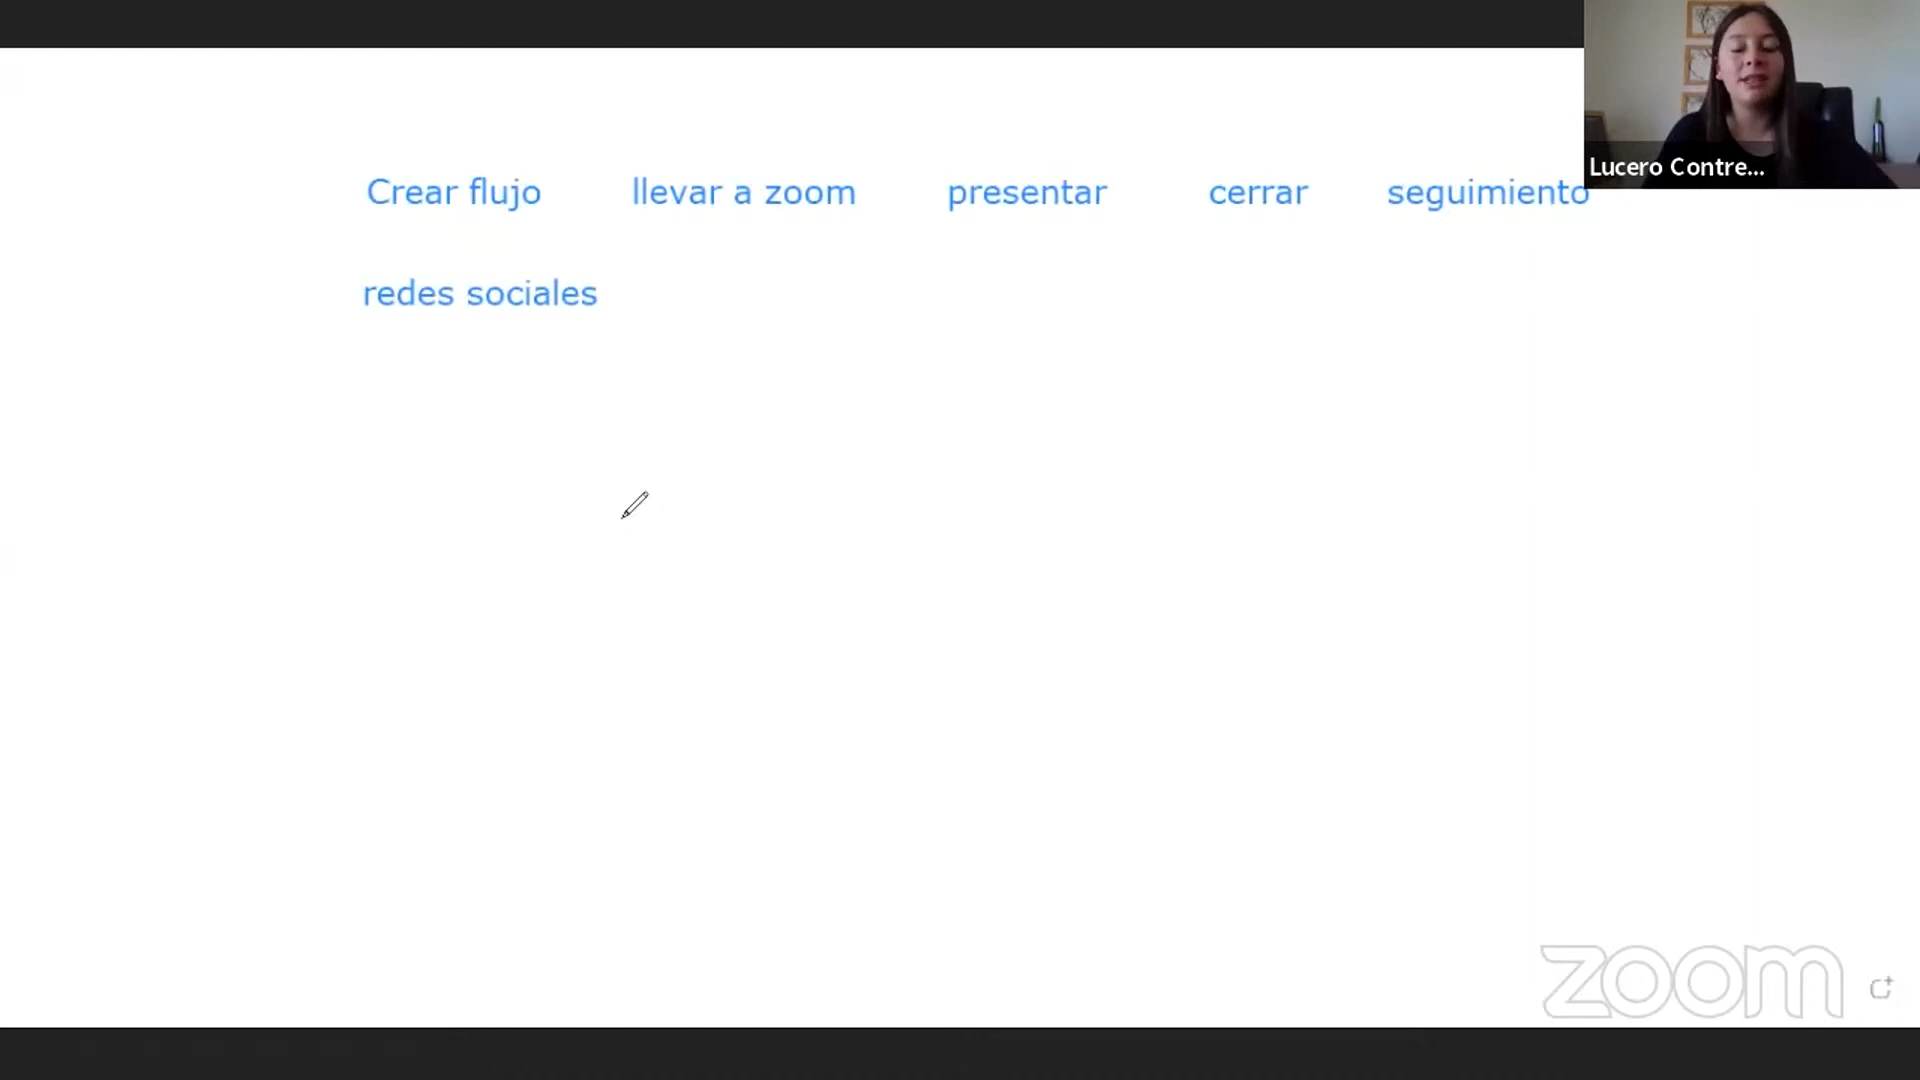 Lucero Contre...
Crear flujo llevar a zoom presentar cerrar seguimiento
redes sociales
zoom